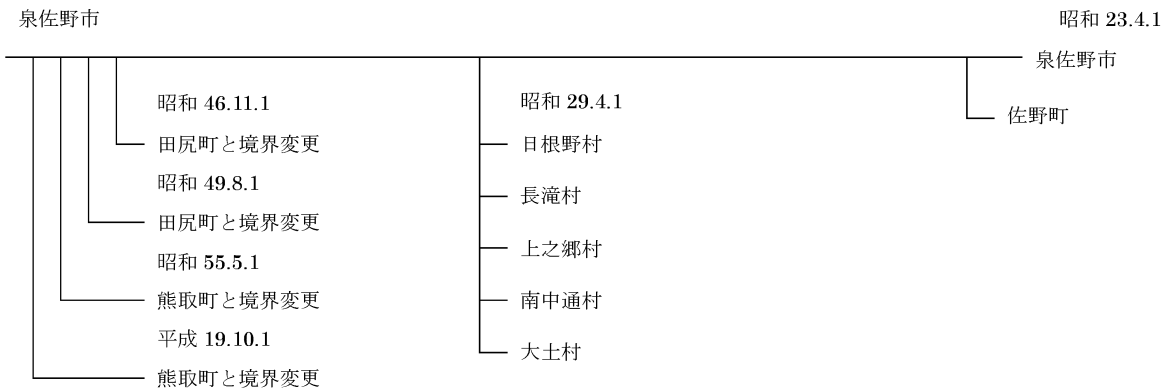 泉佐野市
昭和 23.4.1
泉佐野市
佐野町
昭和 29.4.1
日根野村
長滝村
上之郷村
南中通村
大土村
昭和 46.11.1
田尻町と境界変更
昭和 49.8.1
田尻町と境界変更
昭和 55.5.1
熊取町と境界変更
平成 19.10.1
熊取町と境界変更